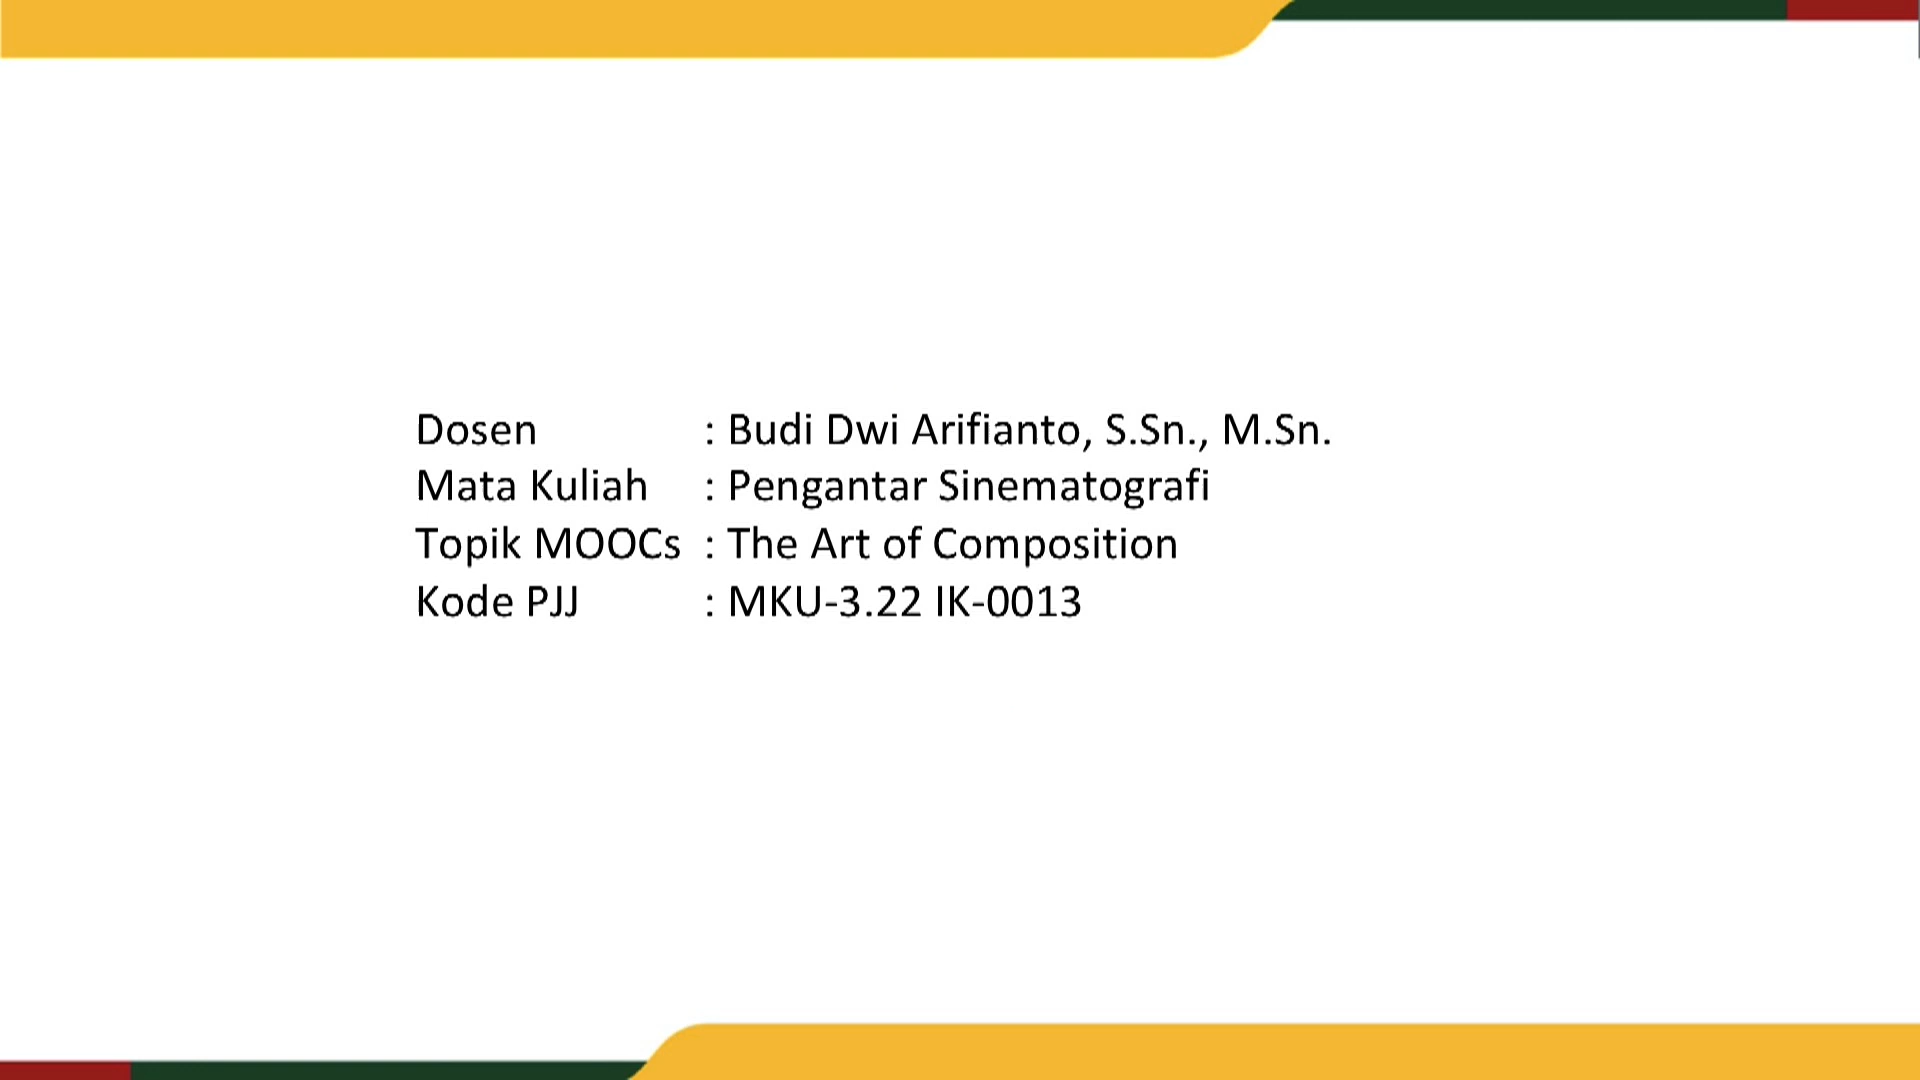 Dosen : Budi Dwi Arifianto, S.Sn., M.Sn.
Mata Kuliah : Pengantar Sinematografi
Topik MOOCs : The Art of Composition
Kode PJJ : MKU-3.22 IK-0013